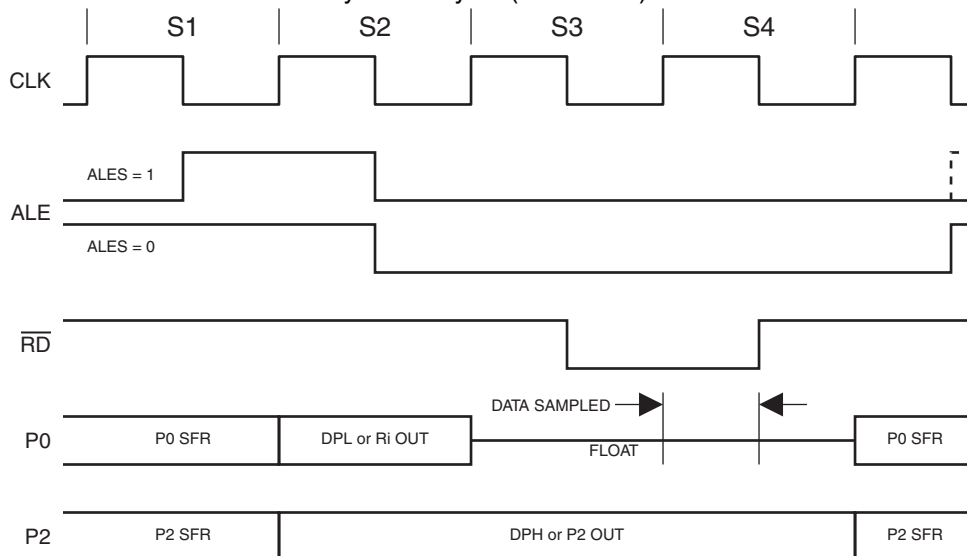 S1 S2 S3 S4
CLK
ALES = 1
ALE
ALES = 0
RD
DATA SAMPLED
P0 P0 SFR DPL or Ri OUT FLOAT P0 SFR
P2 P2 SFR DPH or P2 OUT P2 SFR